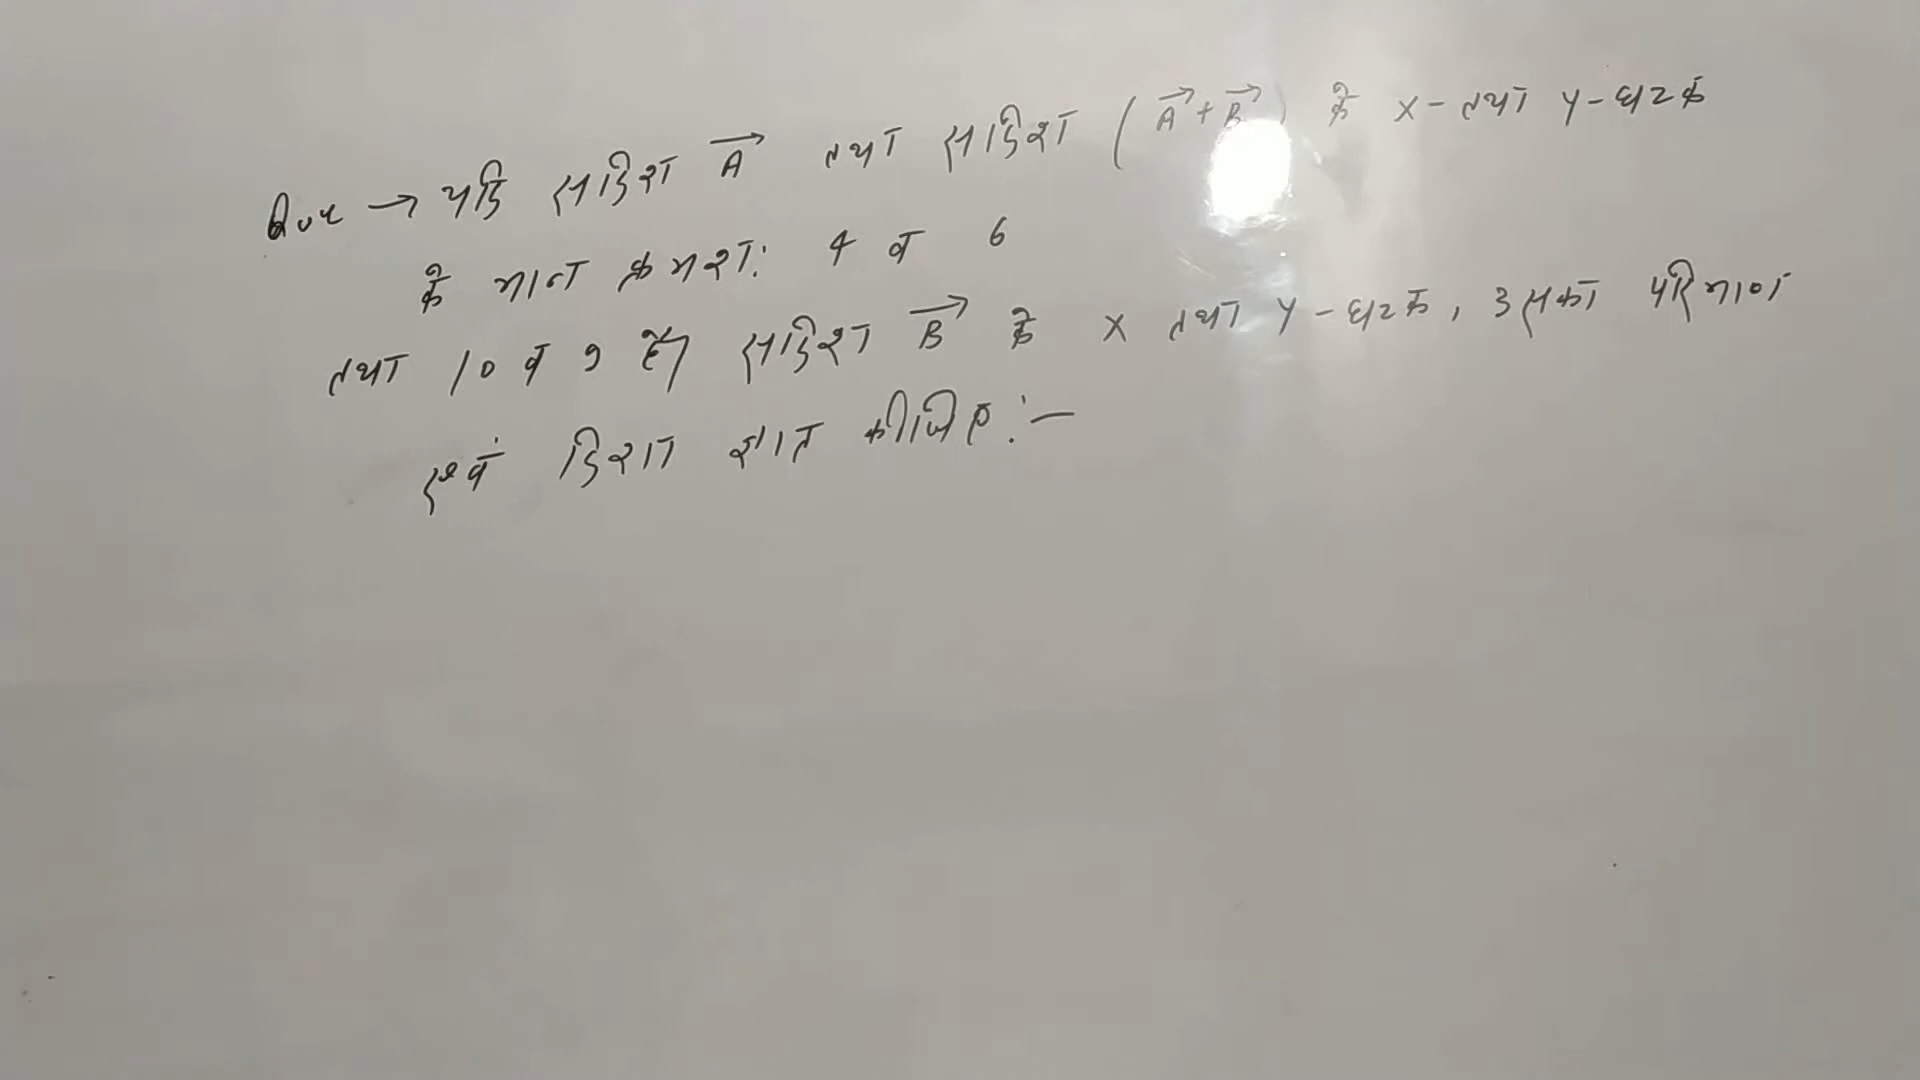 Que → यदि सदिश A⃗ तथा सदिश (A⃗ + B⃗) के x- तथा y-घटक
के मान क्रमशः 4 व 6
तथा 10 व 9 है। सदिश B⃗ के x तथा y-घटक, उसका परिमाण
एवं दिशा ज्ञात कीजिए:-